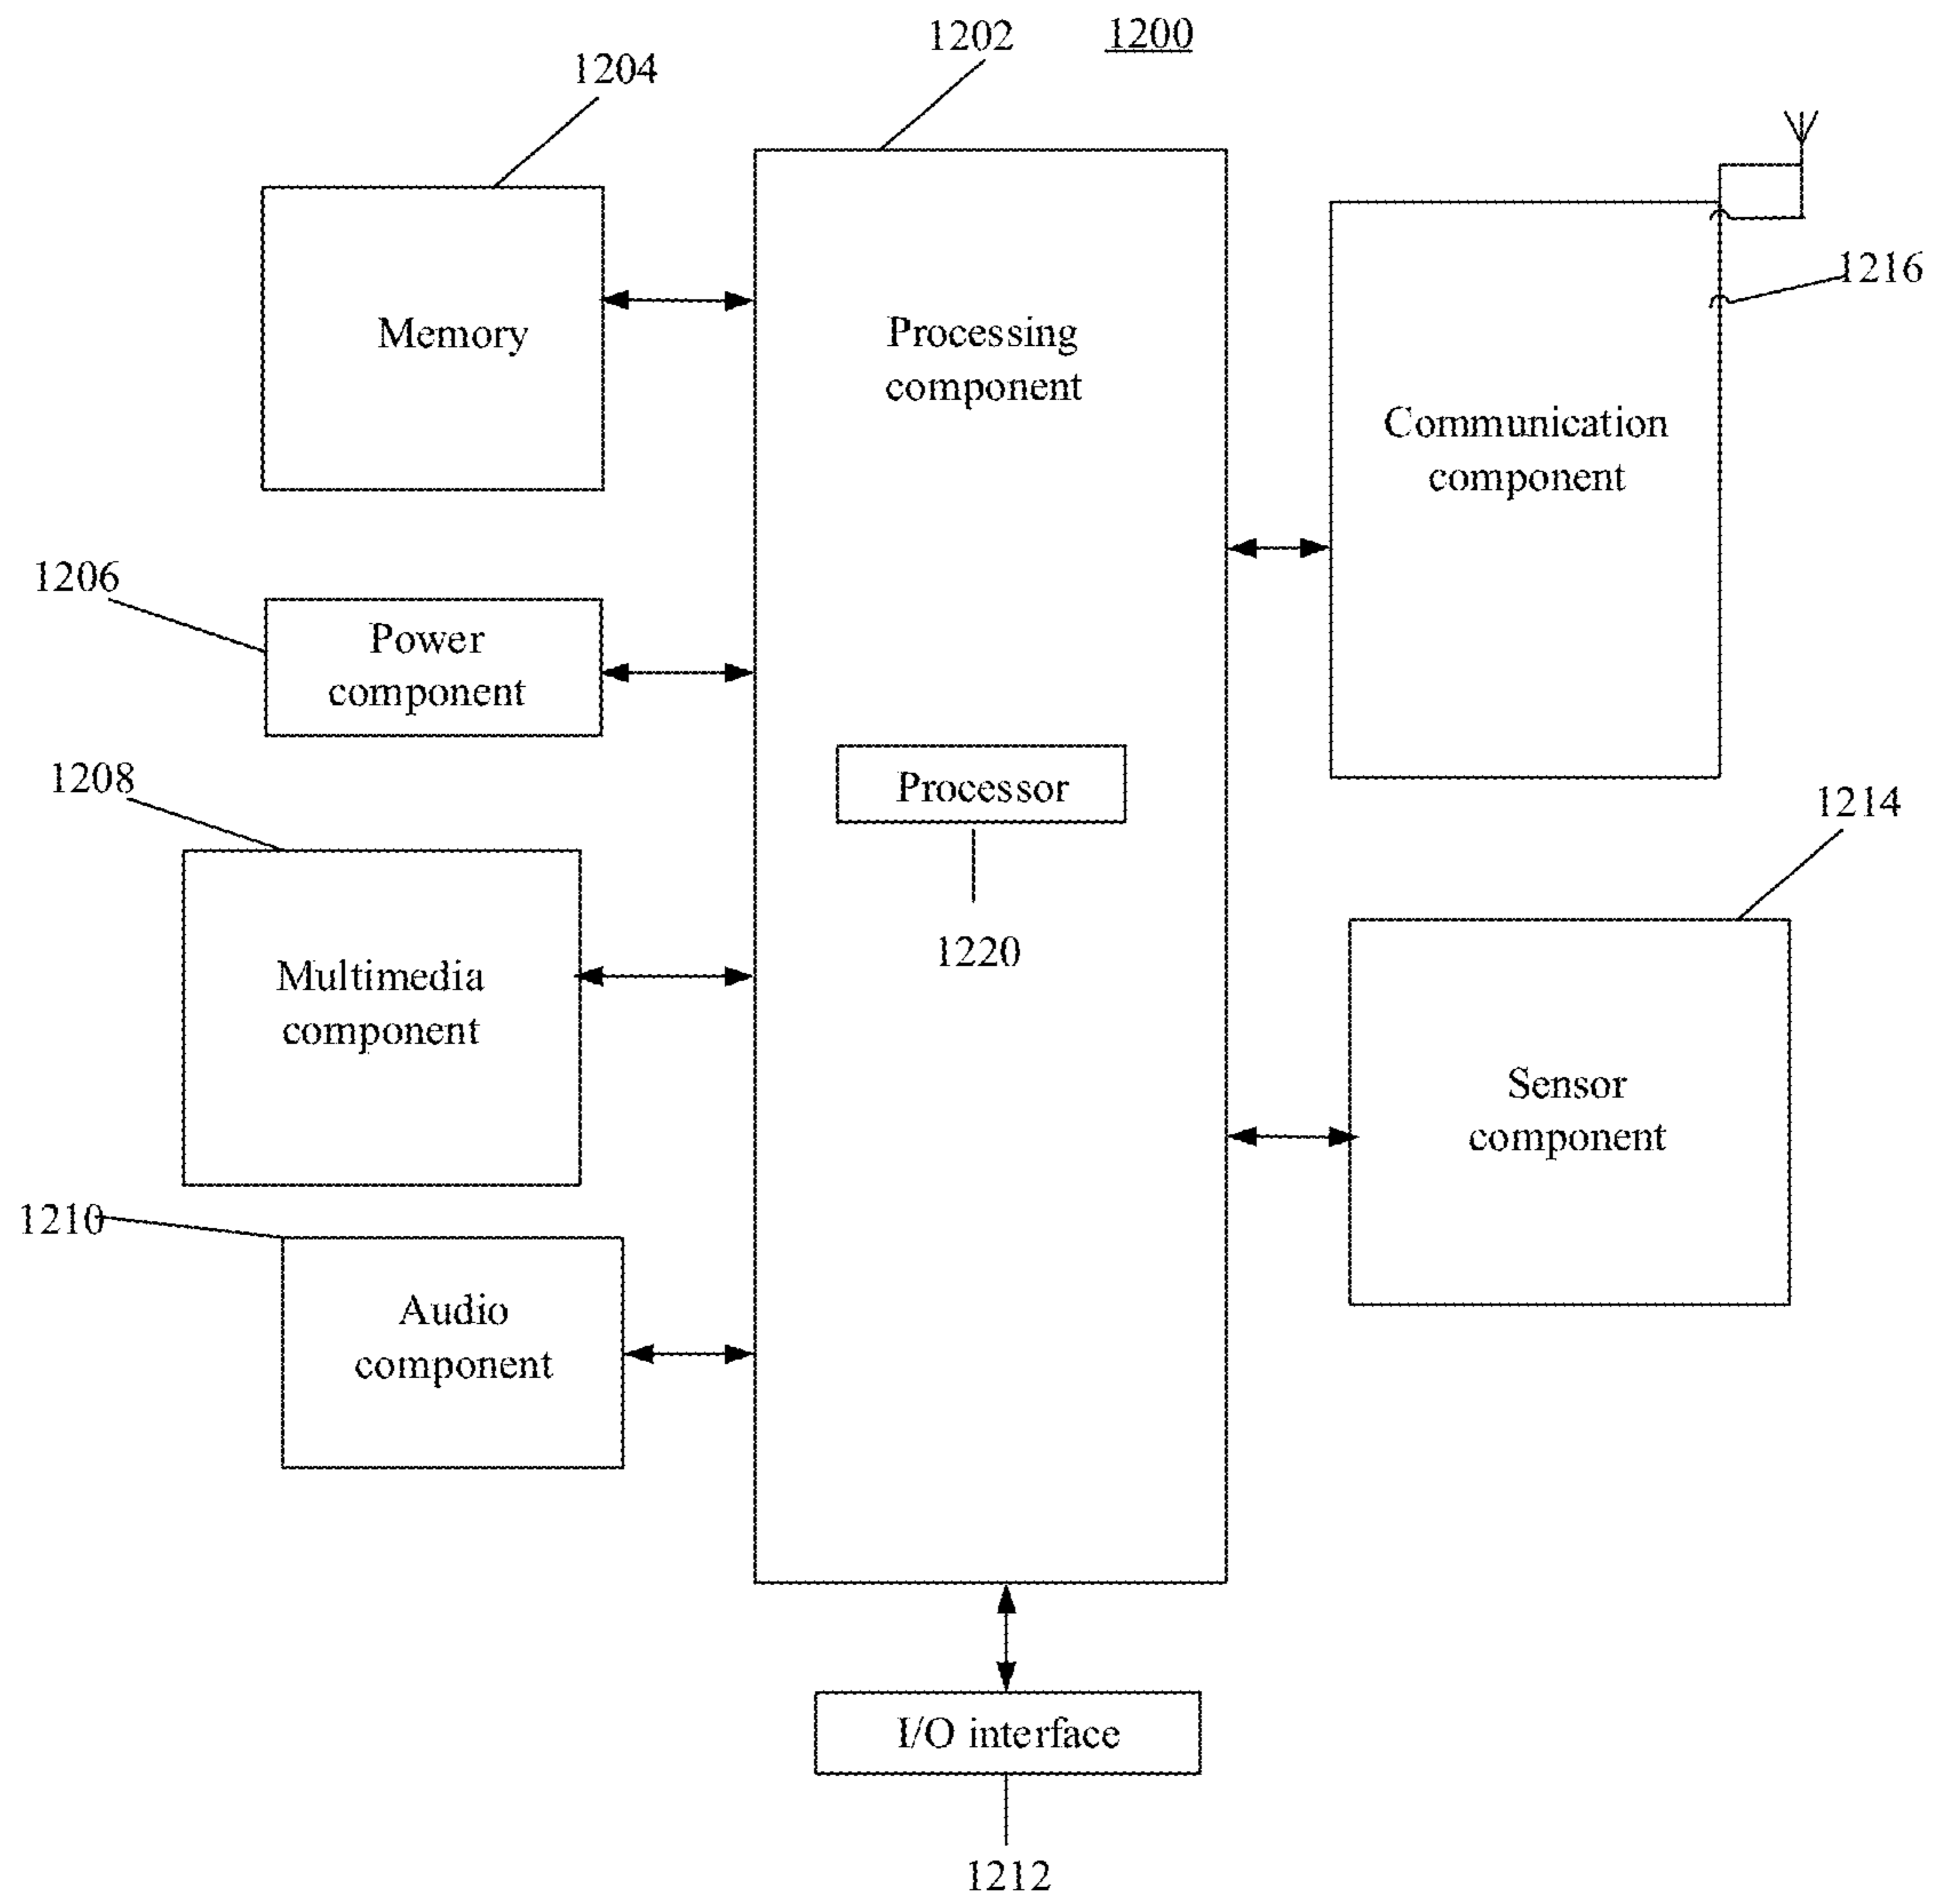 1202
1200
1204
Memory
Processing
component
1216
Communication
component
1206
Power
component
1208
Processor
1214
1220
Multimedia
component
Sensor
component
1210
Audio
component
I/O interface
1212